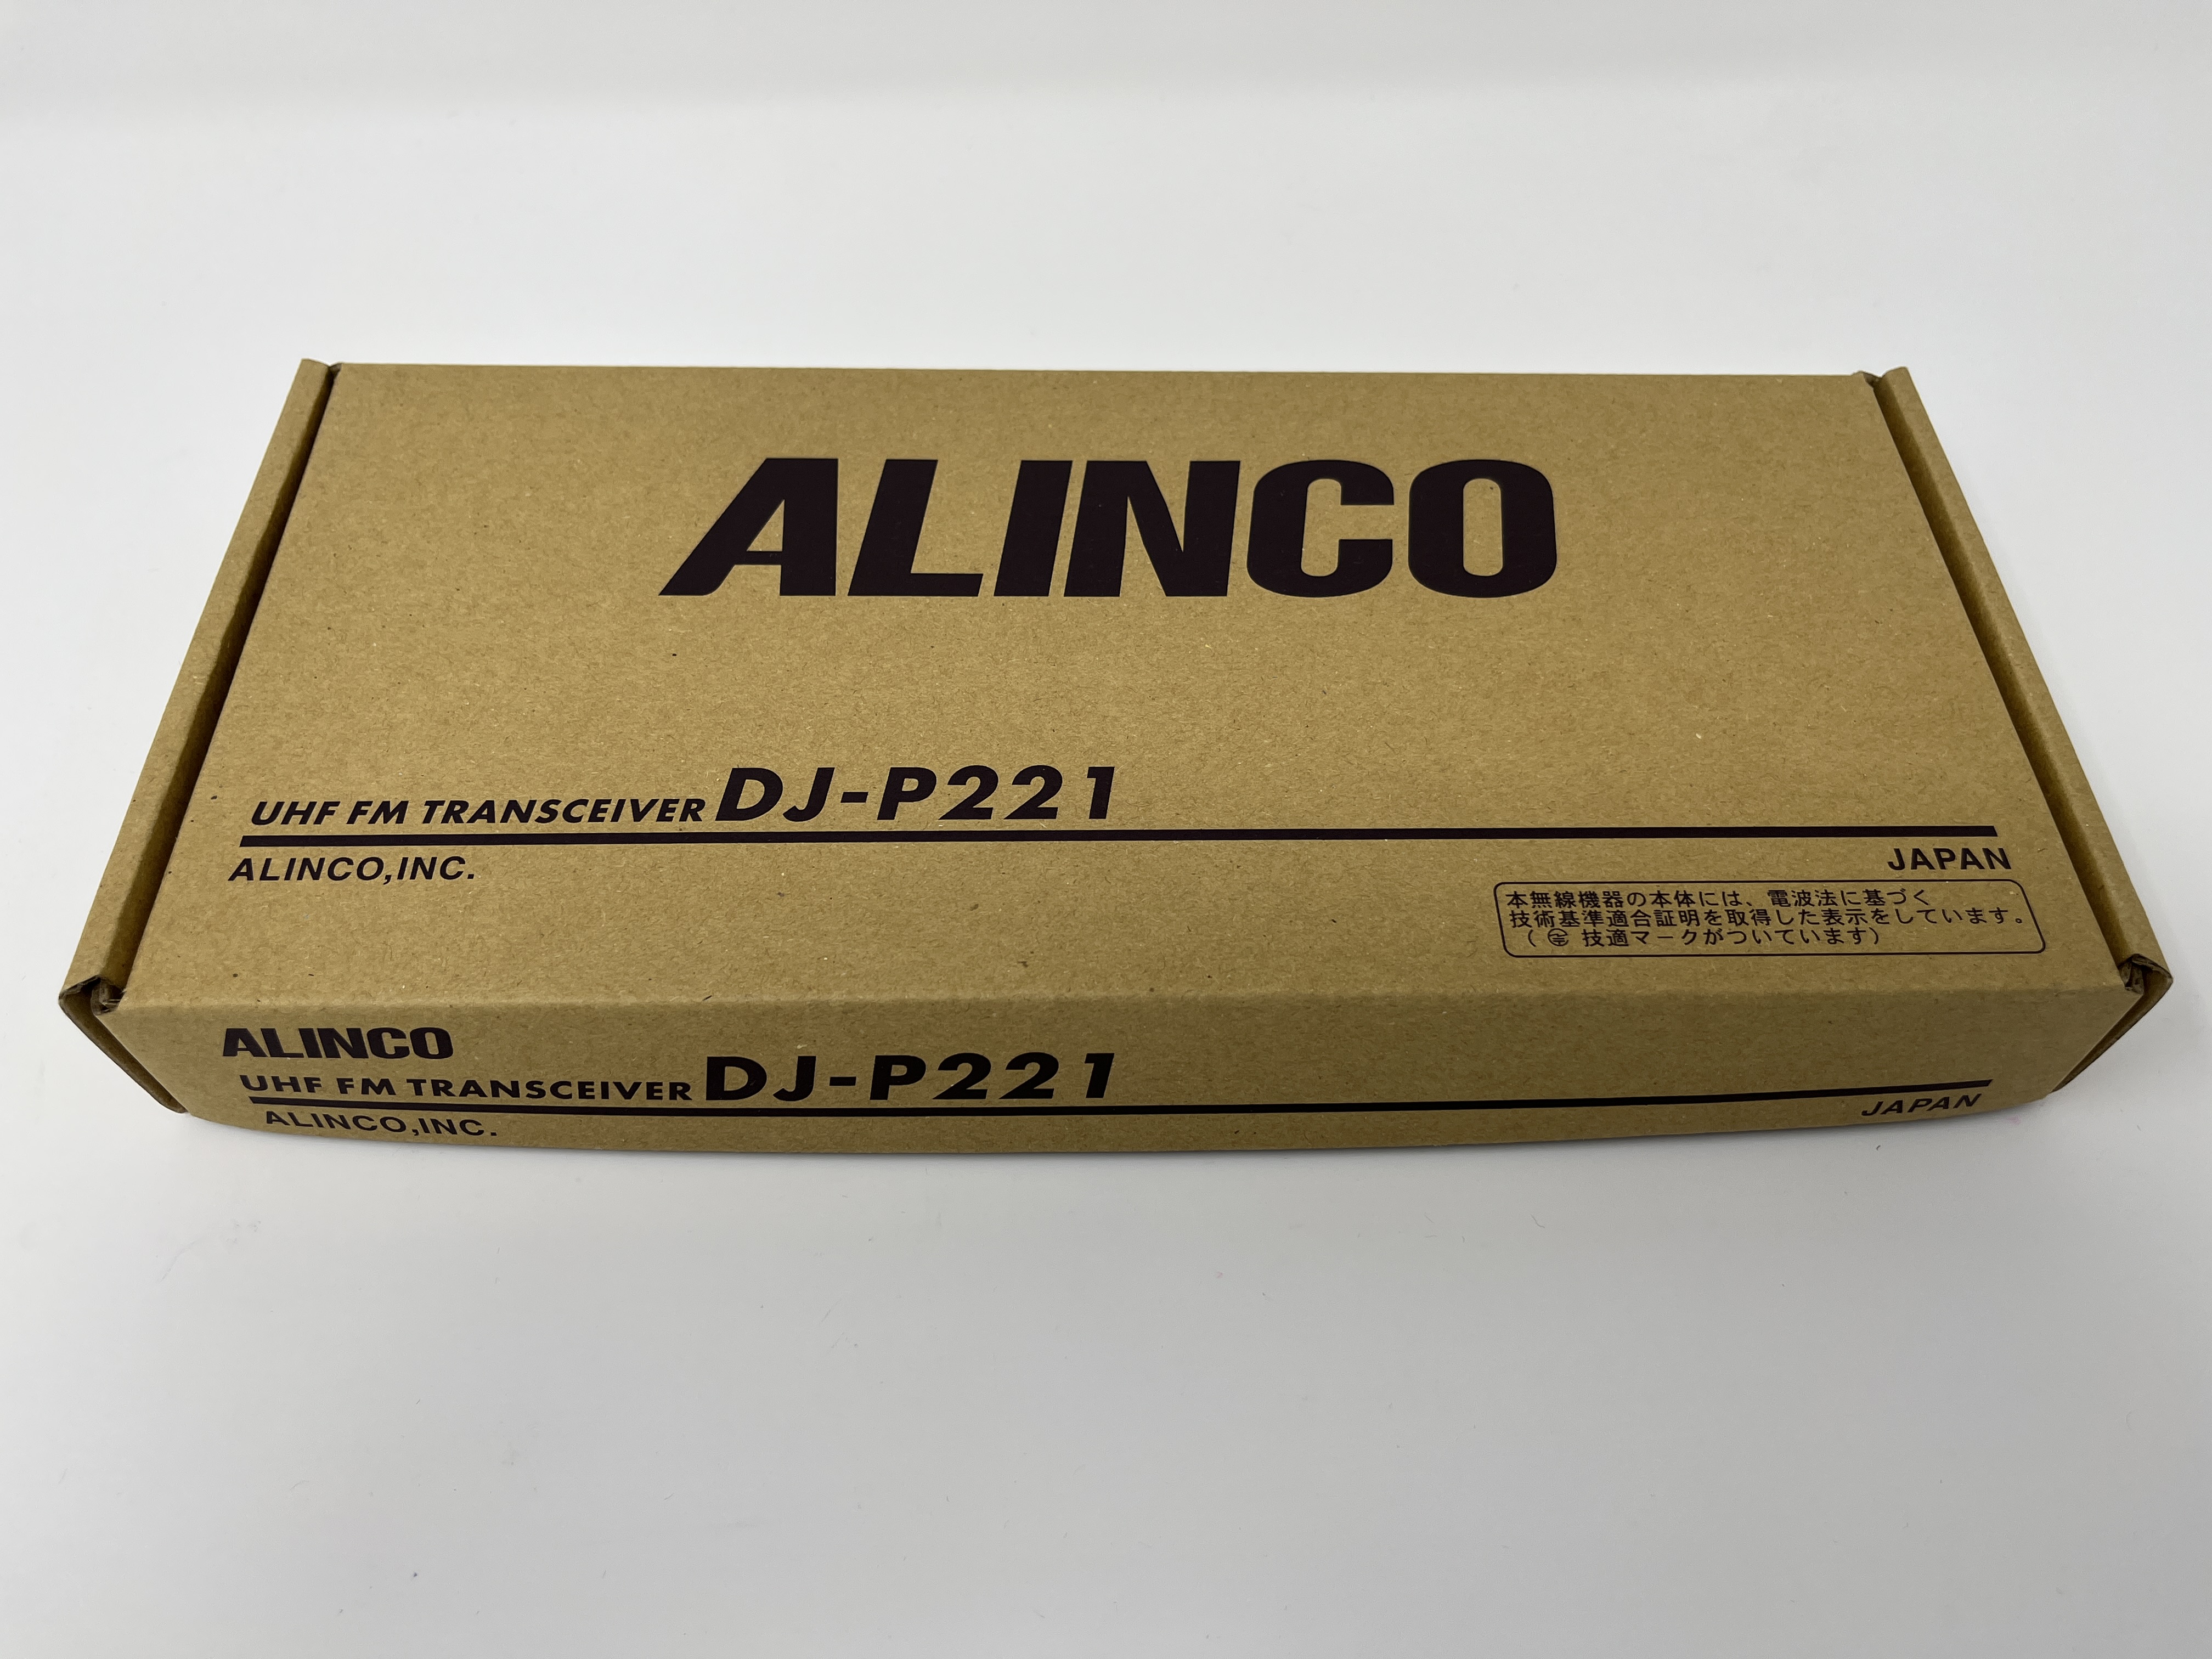 ALINCO
UHF FM TRANSCEIVER DJ-P221
ALINCO,INC.
JAPAN
本無線機器の本体には、電波法に基づく
技術基準適合証明を取得した表示をしています。
( 技適マークがついています)
ALINCO
UHF FM TRANSCEIVER DJ-P221
ALINCO,INC.
JAPAN